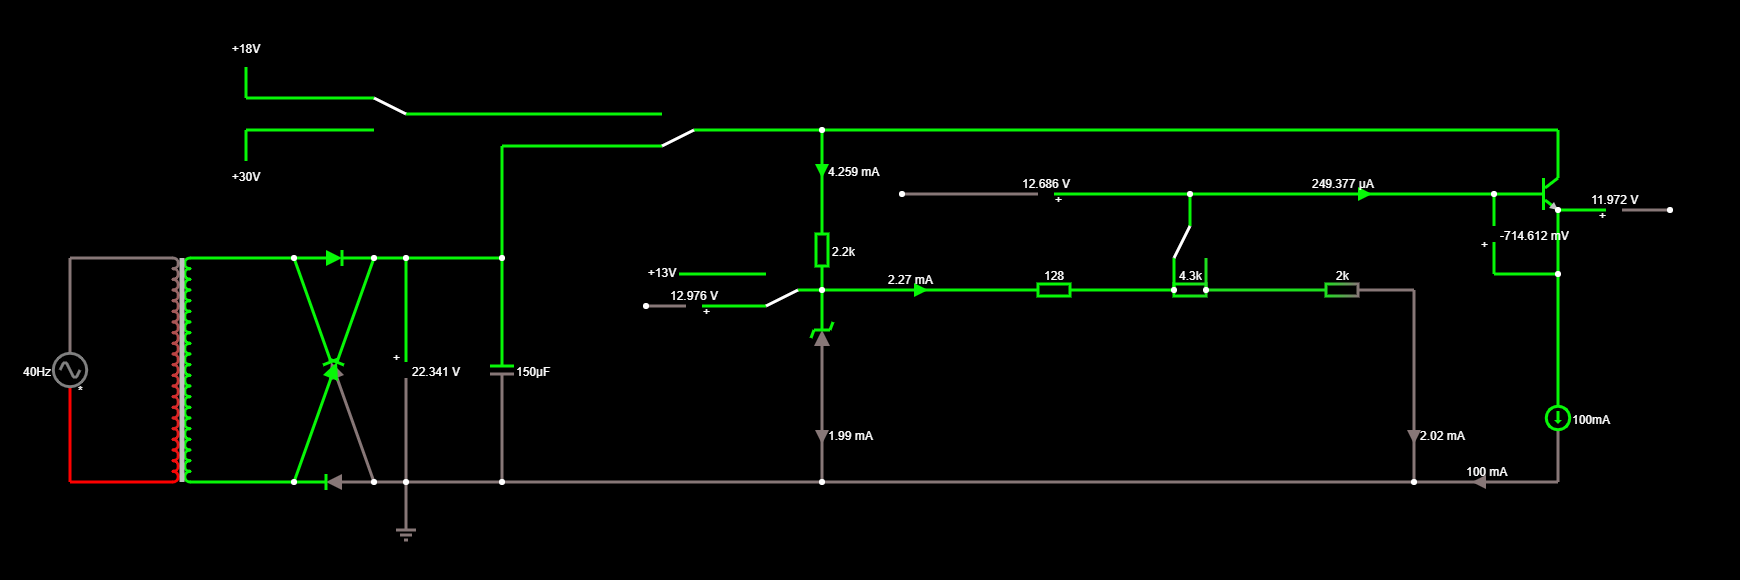 +18V
+30V
4.259 mA
12.686 V
+
249.377 µA
11.972 V
+
-714.612 mV
+
2.2k
+13V
12.976 V
+
2.27 mA
128
4.3k
2k
40Hz
*
+
22.341 V
150µF
1.99 mA
2.02 mA
100mA
100 mA